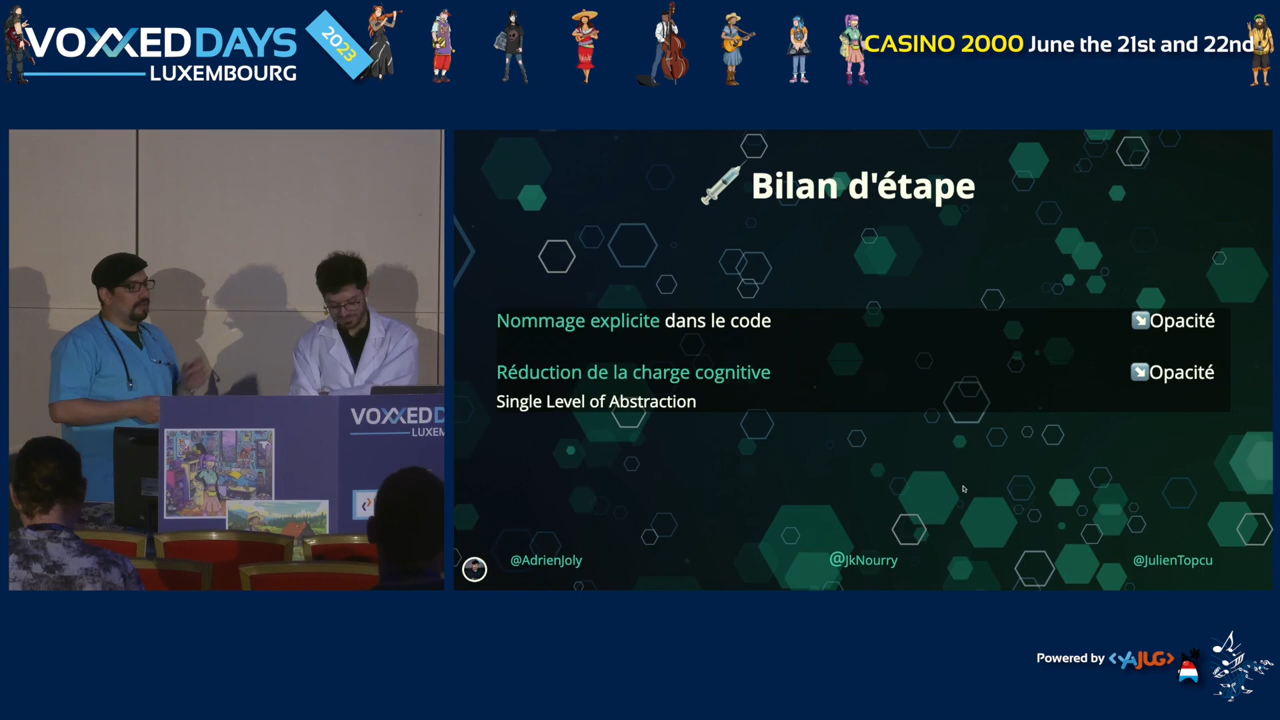 VOXXED DAYS
LUXEMBOURG
2023
CASINO 2000 June the 21st and 22nd
Bilan d'étape
Nommage explicite dans le code
Opacité
Réduction de la charge cognitive
Opacité
Single Level of Abstraction
VOXXED D
LUXEM
@AdrienJoly
@JkNourry
@JulienTopcu
Powered by <YAJUG>